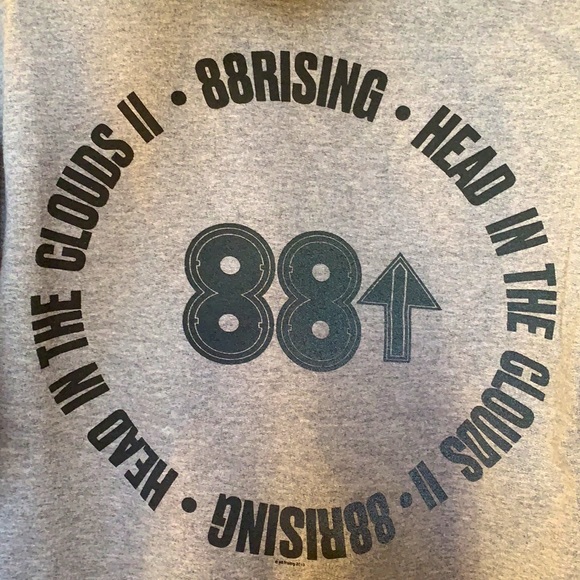 88RISING • HEAD IN THE CLOUDS II • 88RISING • HEAD IN THE CLOUDS II •
88↑